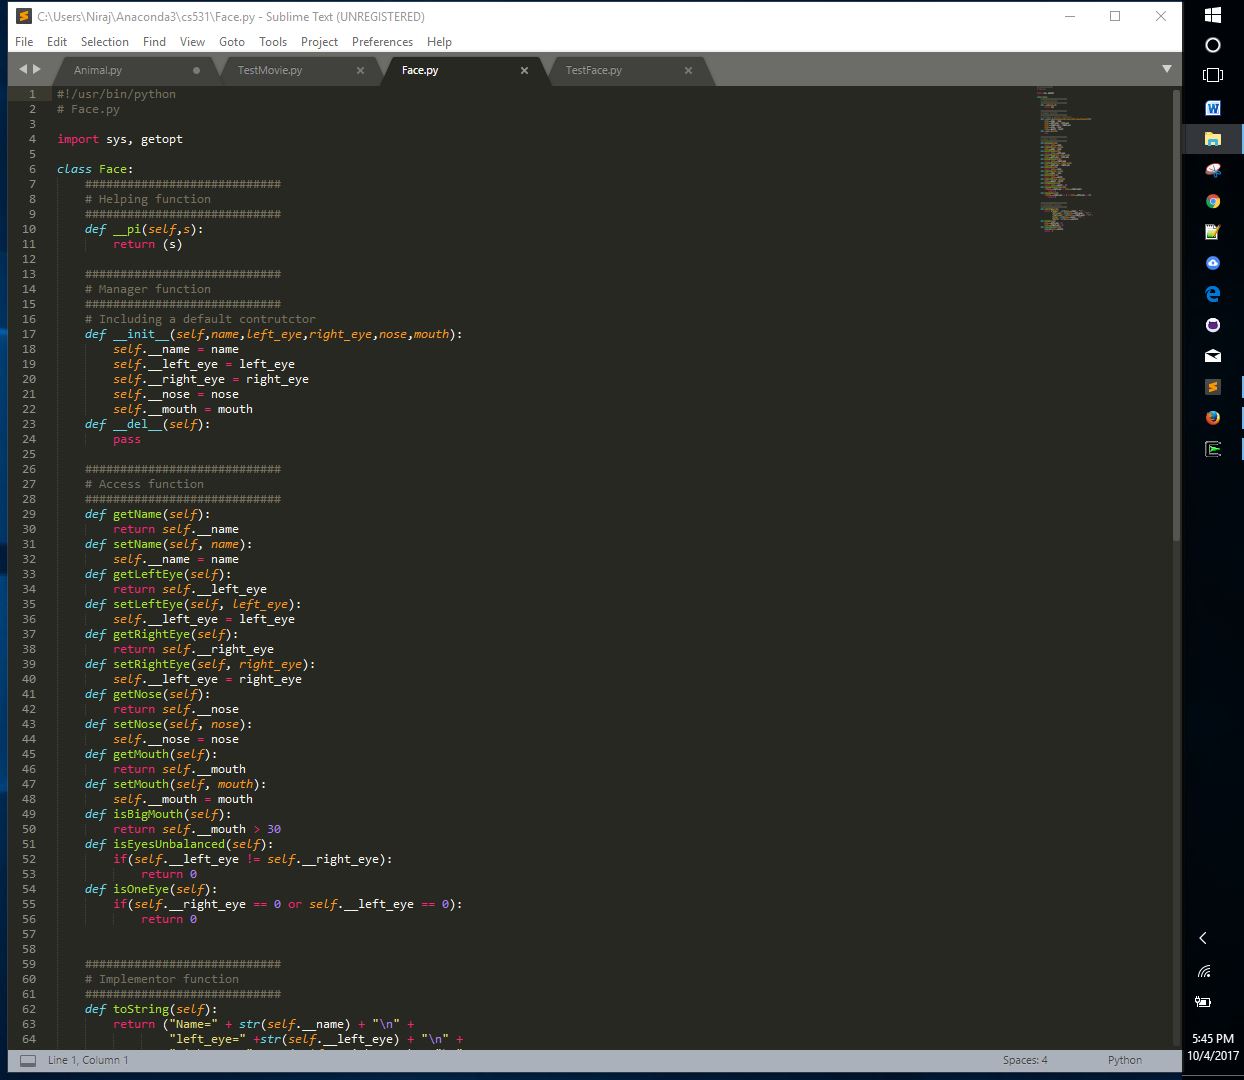 C:\Users\Niraj\Anaconda3\cs531\Face.py - Sublime Text (UNREGISTERED)
File Edit Selection Find View Goto Tools Project Preferences Help
Animal.py TestMovie.py Face.py TestFace.py
1 #!/usr/bin/python
2 # Face.py
3
4 import sys, getopt
5
6 class Face:
7     ############################
8     # Helping function
9     ############################
10     def __pi(self,s):
11         return (s)
12
13     ############################
14     # Manager function
15     ############################
16     # Including a default contrutctor
17     def __init__(self,name,left_eye,right_eye,nose,mouth):
18         self.__name = name
19         self.__left_eye = left_eye
20         self.__right_eye = right_eye
21         self.__nose = nose
22         self.__mouth = mouth
23     def __del__(self):
24         pass
25
26     ############################
27     # Access function
28     ############################
29     def getName(self):
30         return self.__name
31     def setName(self, name):
32         self.__name = name
33     def getLeftEye(self):
34         return self.__left_eye
35     def setLeftEye(self, left_eye):
36         self.__left_eye = left_eye
37     def getRightEye(self):
38         return self.__right_eye
39     def setRightEye(self, right_eye):
40         self.__left_eye = right_eye
41     def getNose(self):
42         return self.__nose
43     def setNose(self, nose):
44         self.__nose = nose
45     def getMouth(self):
46         return self.__mouth
47     def setMouth(self, mouth):
48         self.__mouth = mouth
49     def isBigMouth(self):
50         return self.__mouth > 30
51     def isEyesUnbalanced(self):
52         if(self.__left_eye != self.__right_eye):
53             return 0
54     def isOneEye(self):
55         if(self.__right_eye == 0 or self.__left_eye == 0):
56             return 0
57
58
59     ############################
60     # Implementor function
61     ############################
62     def toString(self):
63         return ("Name=" + str(self.__name) + "\n" +
64                 "left_eye=" +str(self.__left_eye) + "\n" +
Line 1, Column 1 Spaces: 4 Python
5:45 PM
10/4/2017